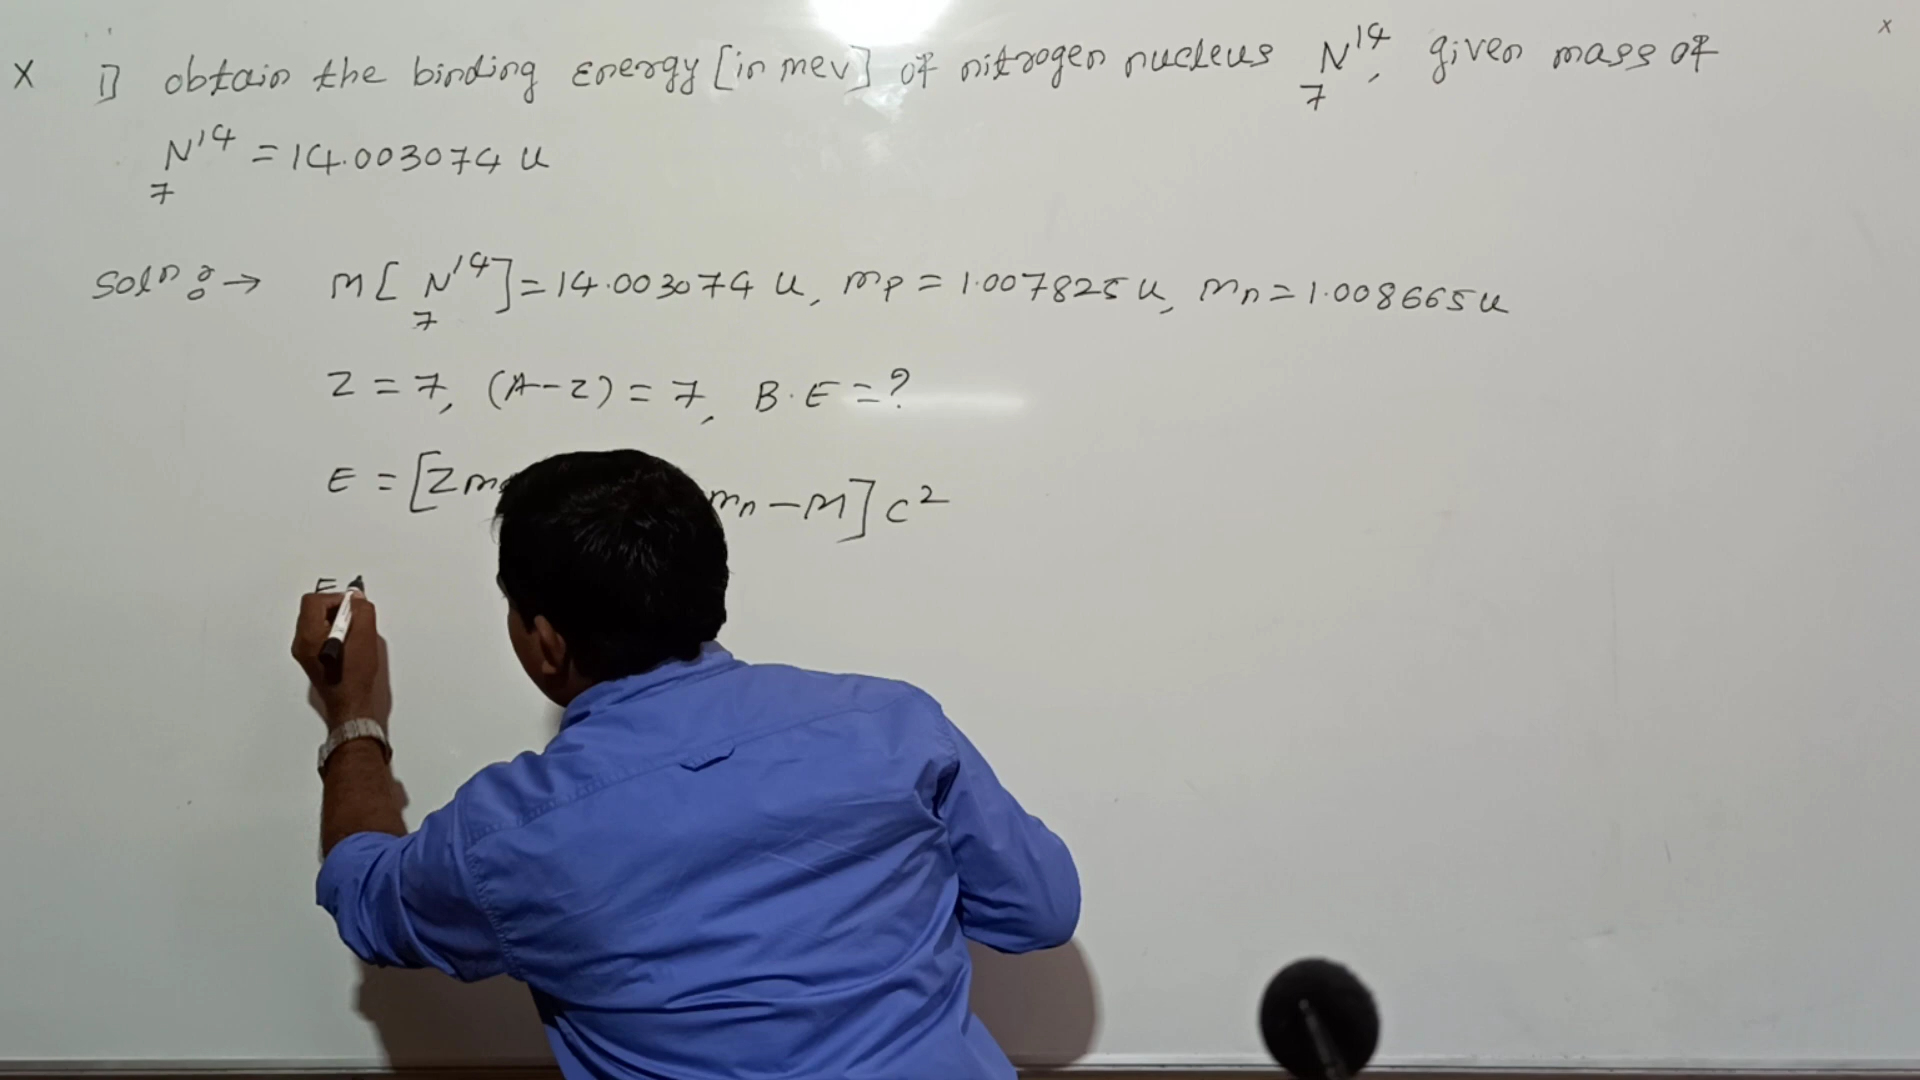 X 1] obtain the binding energy [in mev] of nitrogen nucleus ₇N¹⁴, given mass of
₇N¹⁴ = 14.003074 u
Soln :→ M[₇N¹⁴] = 14.003074 u, mp = 1.007825 u, mn = 1.008665 u
Z = 7, (A-Z) = 7, B.E = ?
E = [Zm mn - M] c²
E
x